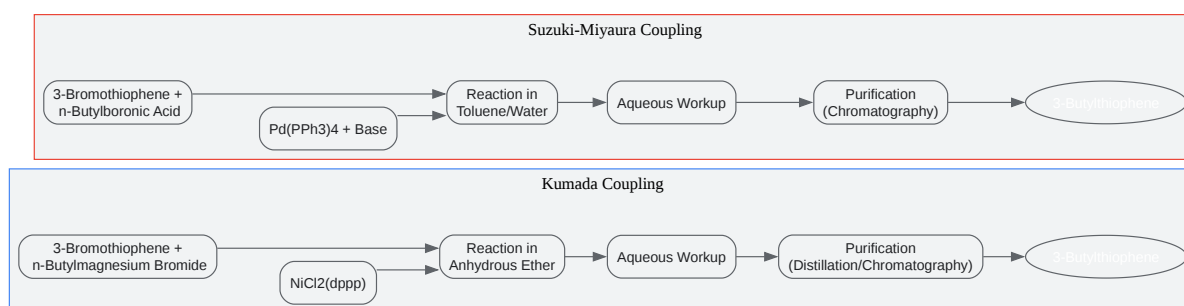 Suzuki-Miyaura Coupling
3-Bromothiophene +
n-Butylboronic Acid
Pd(PPh3)4 + Base
Reaction in
Toluene/Water
Aqueous Workup
Purification
(Chromatography)
3-Butylthiophene
Kumada Coupling
3-Bromothiophene +
n-Butylmagnesium Bromide
NiCl2(dppp)
Reaction in
Anhydrous Ether
Aqueous Workup
Purification
(Distillation/Chromatography)
3-Butylthiophene